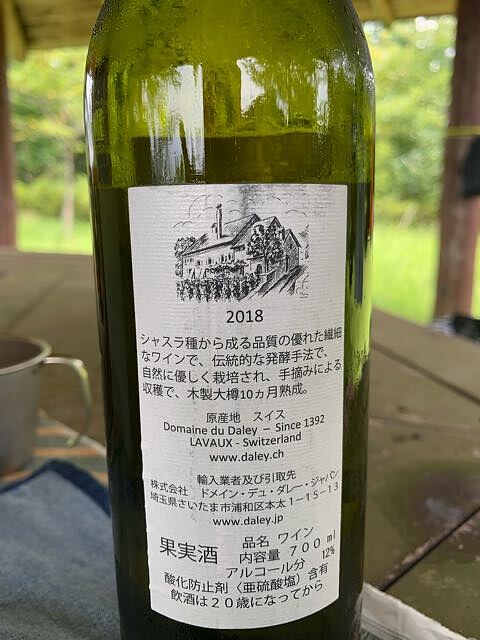 2018
シャスラ種から成る品質の優れた繊細
なワインで、伝統的な発酵手法で、
自然に優しく栽培され、手摘みによる
収穫で、木製大樽10ヵ月熟成。
原産地　スイス
Domaine du Daley – Since 1392
LAVAUX - Switzerland
www.daley.ch
輸入業者及び引取先
株式会社　ドメイン・デュ・ダレー・ジャパン
埼玉県さいたま市浦和区本太１－１５－１３
www.daley.jp
果実酒
品名 ワイン
内容量 ７００ｍｌ
アルコール分 12%
酸化防止剤〈亜硫酸塩〉含有
飲酒は２０歳になってから